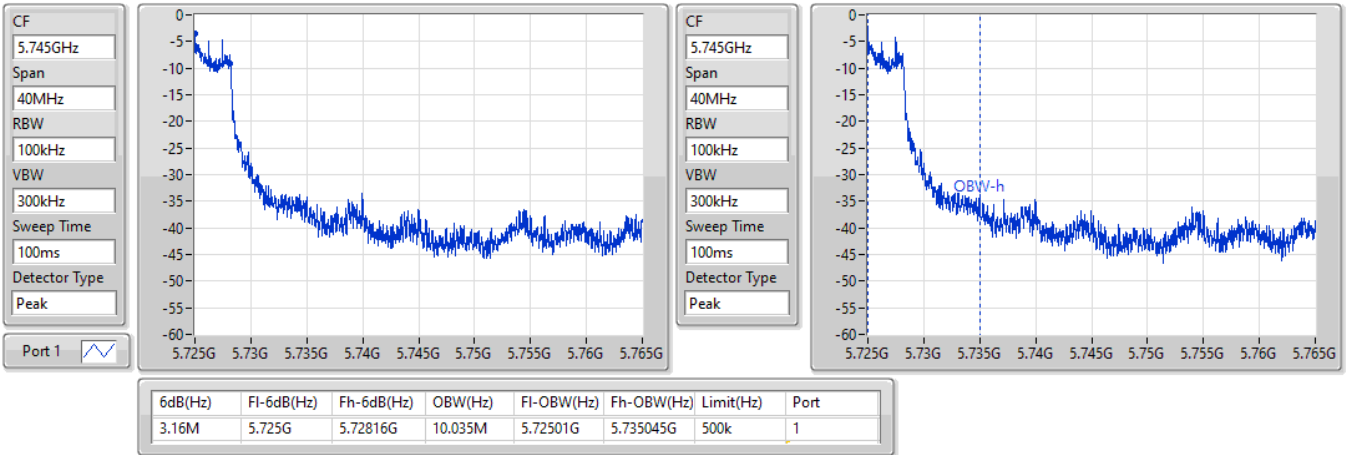 CF
5.745GHz
Span
40MHz
RBW
100kHz
VBW
300kHz
Sweep Time
100ms
Detector Type
Peak
Port 1
0
-5
-10
-15
-20
-25
-30
-35
-40
-45
-50
-55
-60
5.725G 5.73G 5.735G 5.74G 5.745G 5.75G 5.755G 5.76G 5.765G
CF
5.745GHz
Span
40MHz
RBW
100kHz
VBW
300kHz
Sweep Time
100ms
Detector Type
Peak
0
-5
-10
-15
-20
-25
-30
-35
-40
-45
-50
-55
-60
OBW-h
5.725G 5.73G 5.735G 5.74G 5.745G 5.75G 5.755G 5.76G 5.765G
6dB(Hz) Fl-6dB(Hz) Fh-6dB(Hz) OBW(Hz) Fl-OBW(Hz) Fh-OBW(Hz) Limit(Hz) Port
3.16M 5.725G 5.72816G 10.035M 5.72501G 5.735045G 500k 1